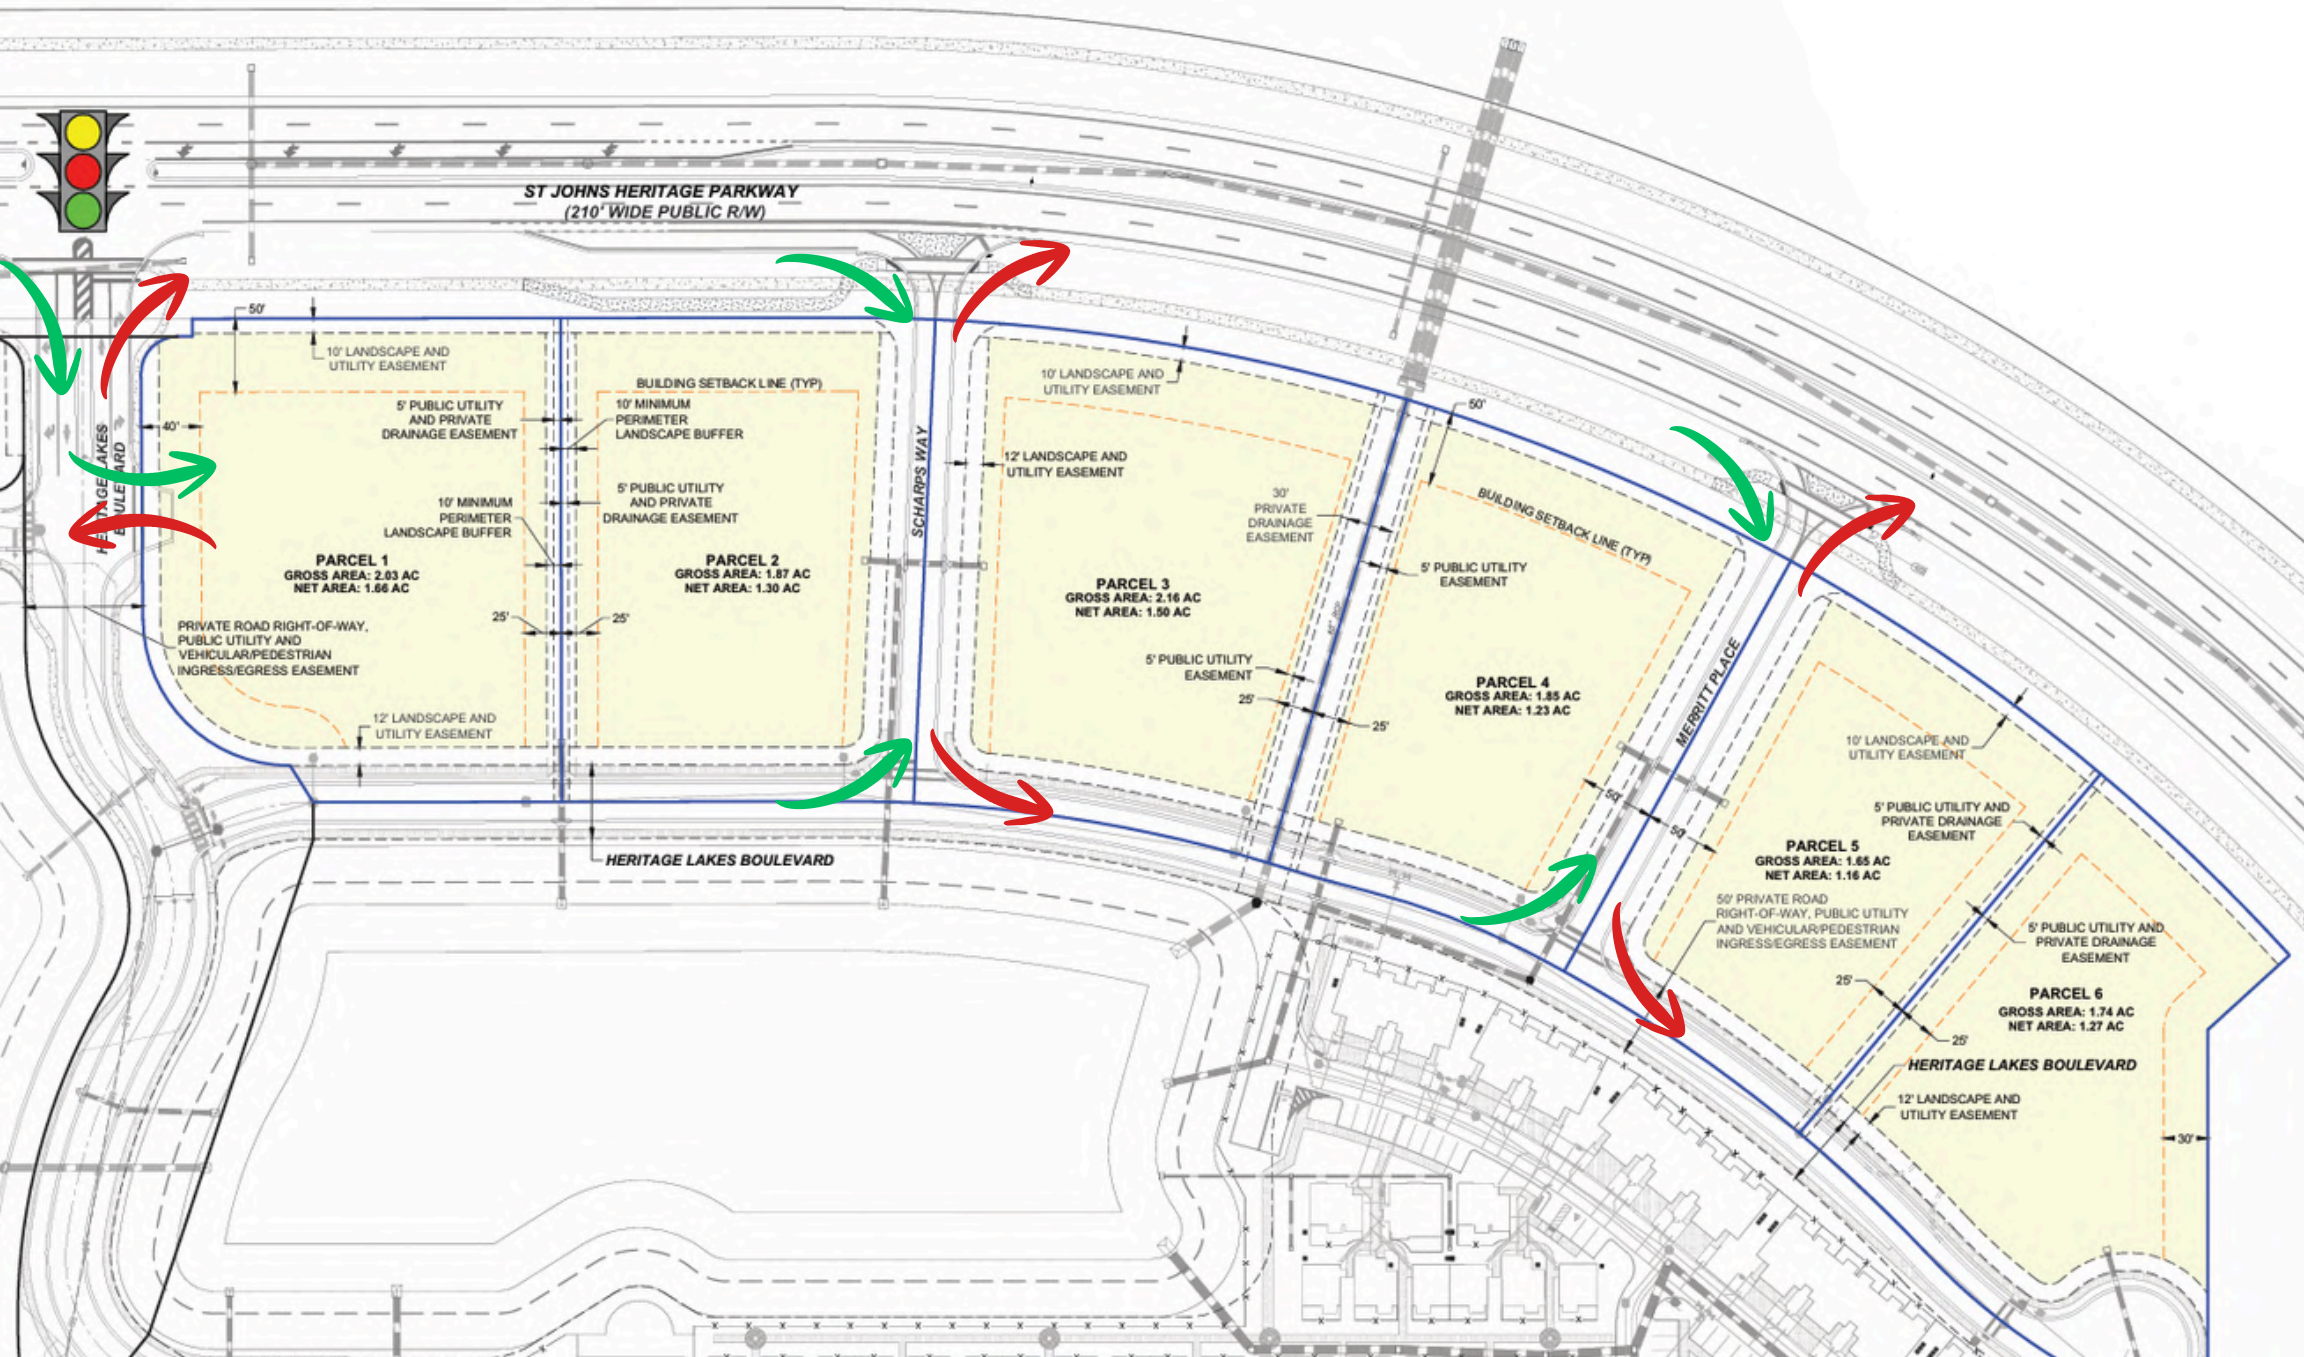 ST JOHNS HERITAGE PARKWAY
(210' WIDE PUBLIC R/W)
50'
10' LANDSCAPE AND
UTILITY EASEMENT
40'
HERITAGE LAKES
BOULEVARD
5' PUBLIC UTILITY
AND PRIVATE
DRAINAGE EASEMENT
10' MINIMUM
PERIMETER
LANDSCAPE BUFFER
PARCEL 1
GROSS AREA: 2.03 AC
NET AREA: 1.66 AC
25'
PRIVATE ROAD RIGHT-OF-WAY,
PUBLIC UTILITY AND
VEHICULAR/PEDESTRIAN
INGRESS/EGRESS EASEMENT
12' LANDSCAPE AND
UTILITY EASEMENT
BUILDING SETBACK LINE (TYP)
10' MINIMUM
PERIMETER
LANDSCAPE BUFFER
5' PUBLIC UTILITY
AND PRIVATE
DRAINAGE EASEMENT
PARCEL 2
GROSS AREA: 1.87 AC
NET AREA: 1.30 AC
25'
HERITAGE LAKES BOULEVARD
SCHARPS WAY
10' LANDSCAPE AND
UTILITY EASEMENT
12' LANDSCAPE AND
UTILITY EASEMENT
30'
PRIVATE
DRAINAGE
EASEMENT
PARCEL 3
GROSS AREA: 2.16 AC
NET AREA: 1.50 AC
5' PUBLIC UTILITY
EASEMENT
25'
50'
BUILDING SETBACK LINE (TYP)
5' PUBLIC UTILITY
EASEMENT
PARCEL 4
GROSS AREA: 1.85 AC
NET AREA: 1.23 AC
25'
MERRITT PLACE
50'
50'
10' LANDSCAPE AND
UTILITY EASEMENT
5' PUBLIC UTILITY AND
PRIVATE DRAINAGE
EASEMENT
PARCEL 5
GROSS AREA: 1.65 AC
NET AREA: 1.16 AC
50' PRIVATE ROAD
RIGHT-OF-WAY, PUBLIC UTILITY
AND VEHICULAR/PEDESTRIAN
INGRESS/EGRESS EASEMENT
25'
5' PUBLIC UTILITY AND
PRIVATE DRAINAGE
EASEMENT
PARCEL 6
GROSS AREA: 1.74 AC
NET AREA: 1.27 AC
25'
HERITAGE LAKES BOULEVARD
12' LANDSCAPE AND
UTILITY EASEMENT
30'